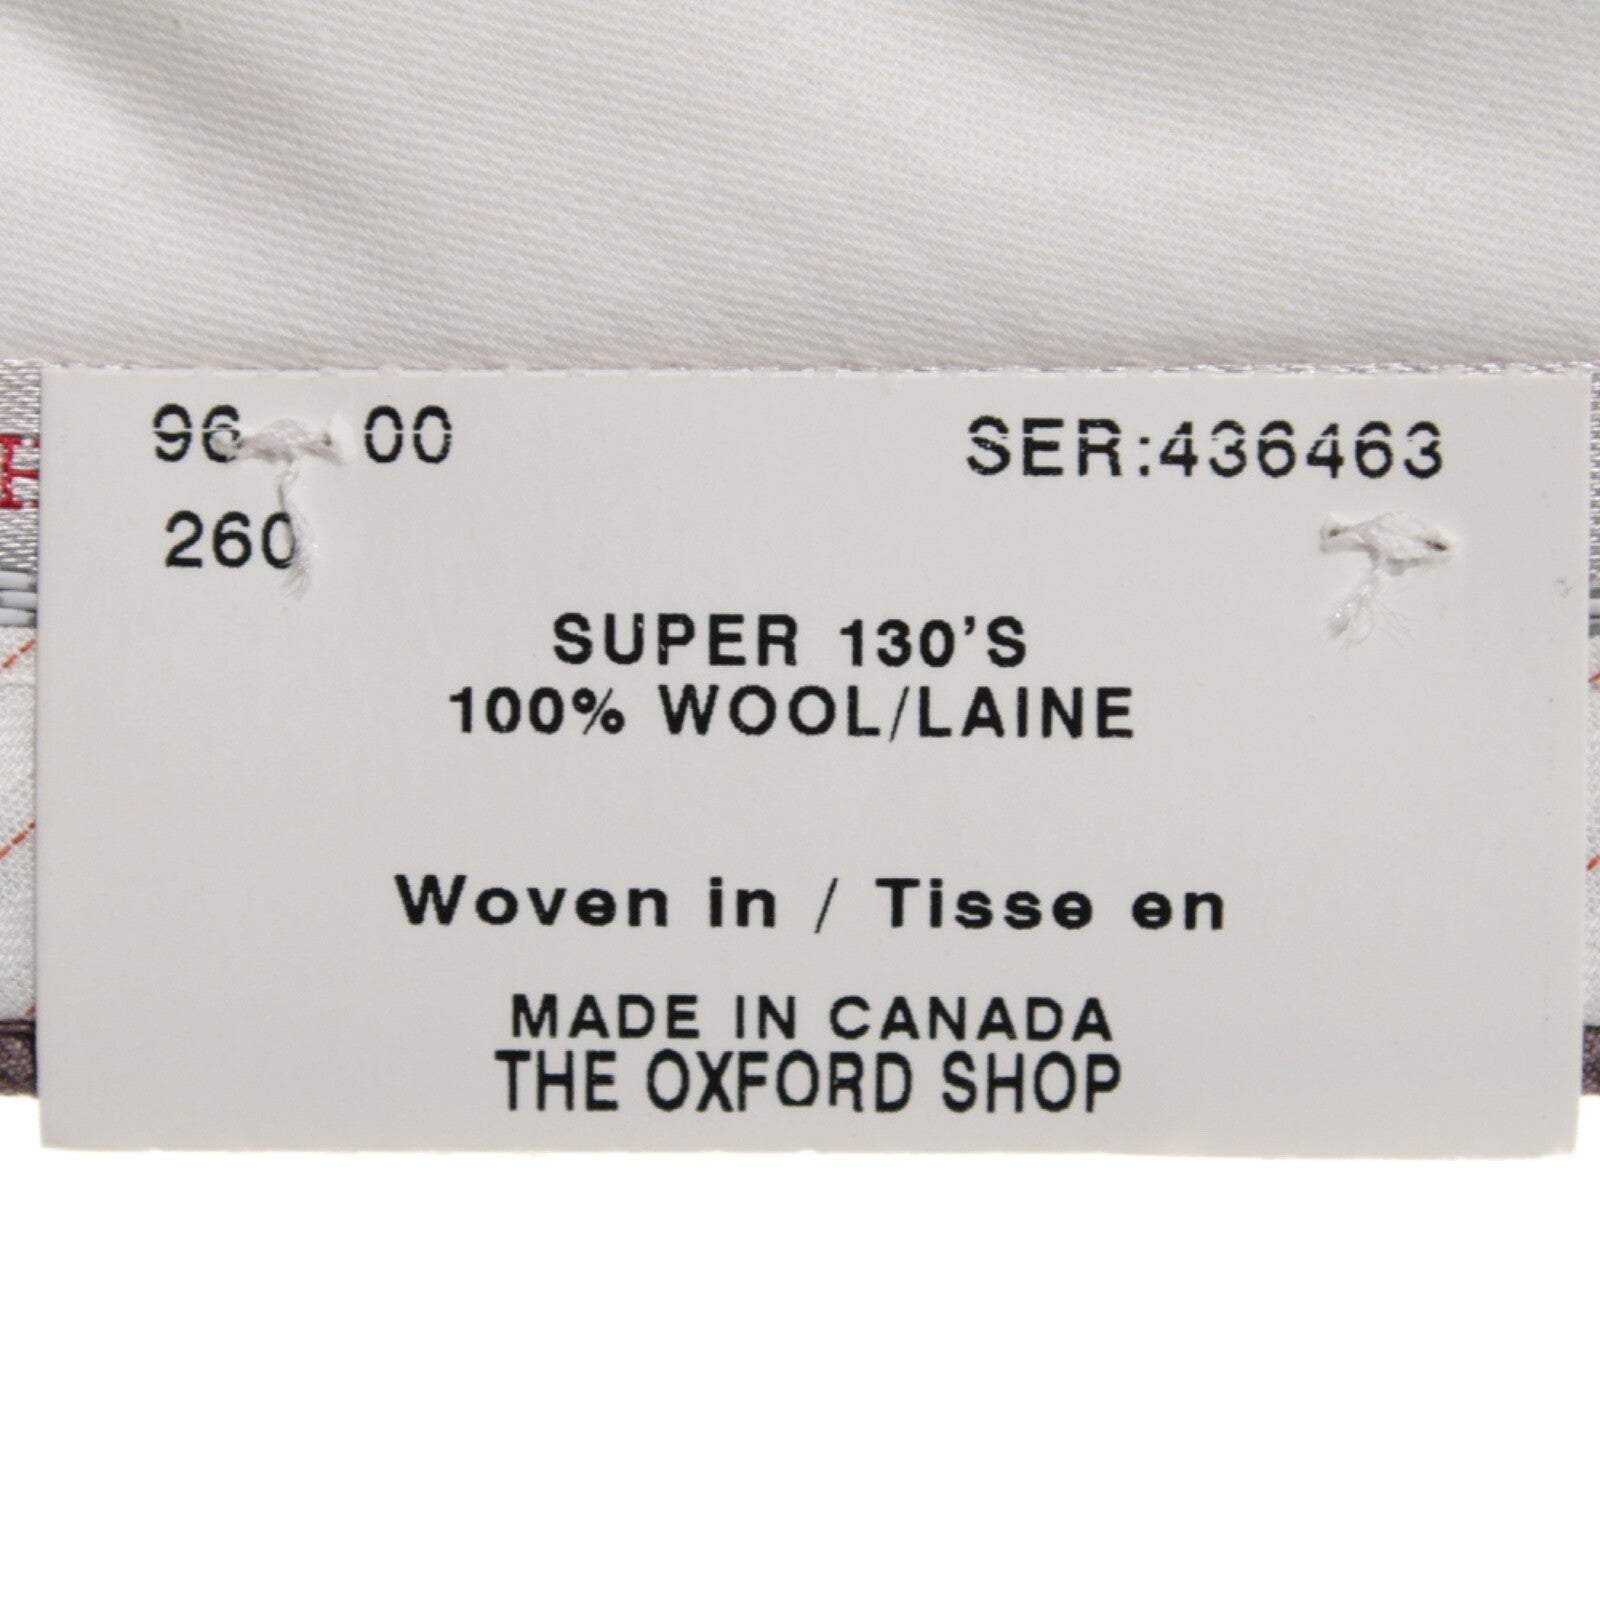 96 00 SER:436463
260
SUPER 130'S
100% WOOL/LAINE
Woven in / Tisse en
MADE IN CANADA
THE OXFORD SHOP
H